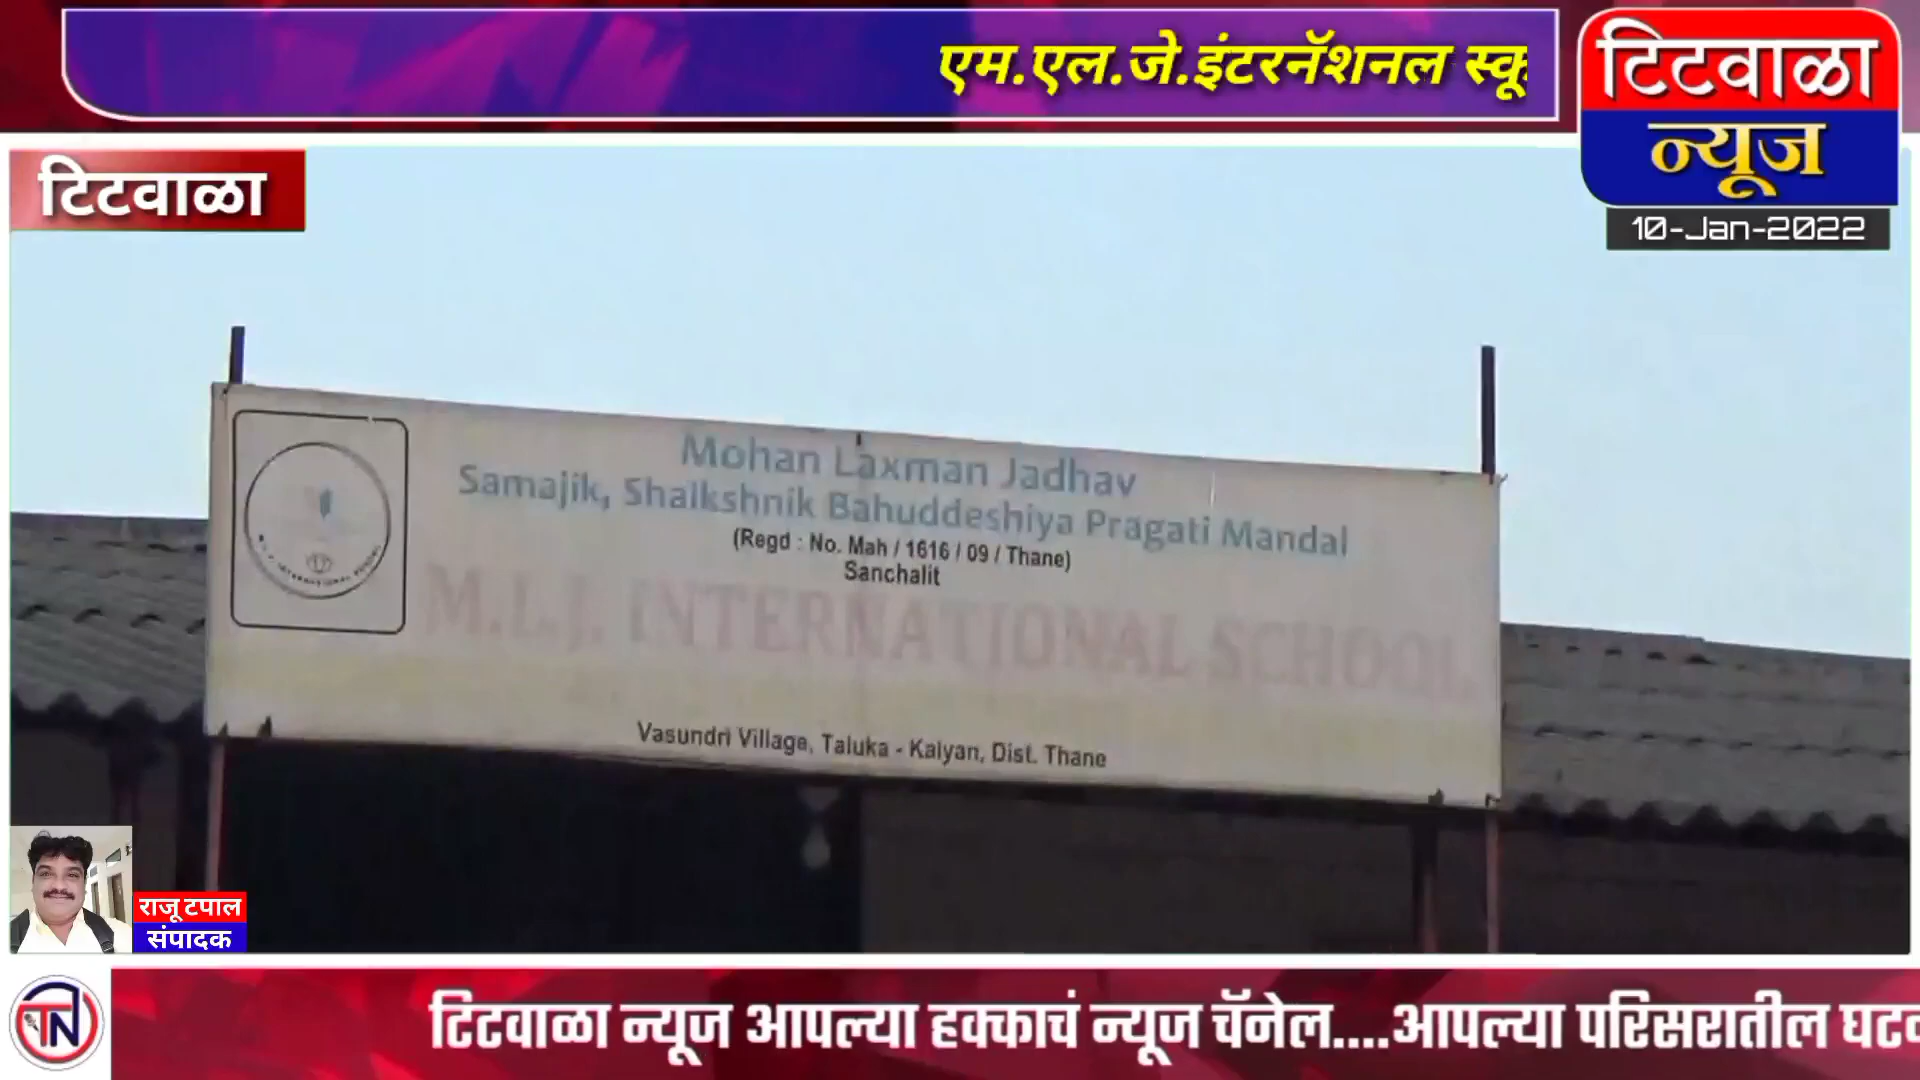 एम.एल.जे.इंटरनॅशनल
टिटवाळा
न्यूज
10-Jan-2022
टिटवाळा
Mohan Laxman Jadhav
Samajik, Shaikshnik Bahuddeshiya Pragati Mandal
(Regd : No. Mah / 1616 / 09 / Thane)
Sanchalit
M.L.J. INTERNATIONAL SCHOOL
Vasundri Village, Taluka - Kalyan, Dist. Thane
राजू टपाल
संपादक
TN
टिटवाळा न्यूज आपल्या हक्काचं न्यूज चॅनेल....आपल्या परिसरातील